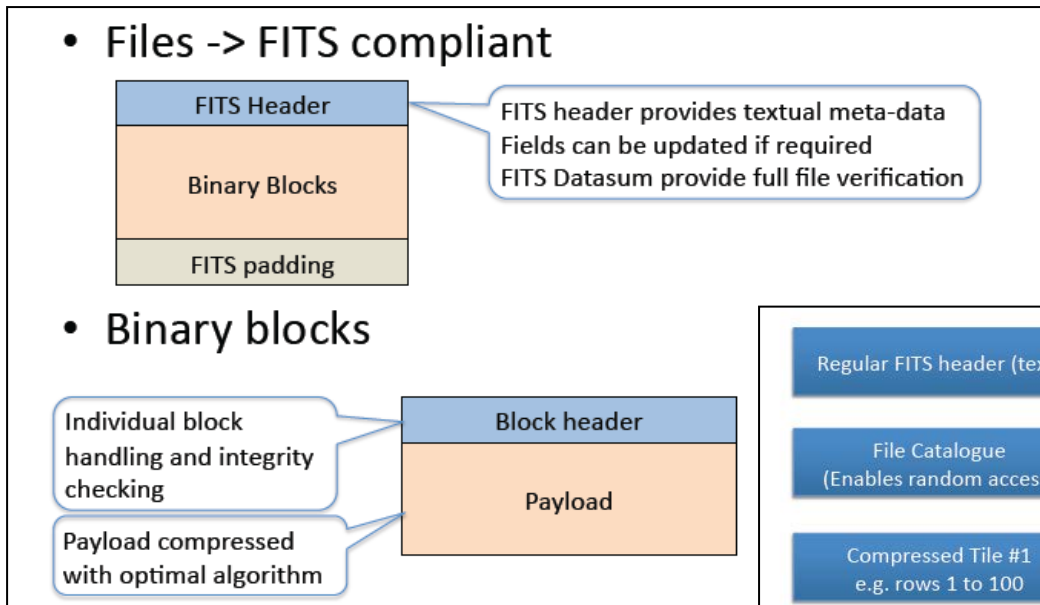 • Files -> FITS compliant
FITS Header
Binary Blocks
FITS padding
FITS header provides textual meta-data
Fields can be updated if required
FITS Datasum provide full file verification
• Binary blocks
Individual block
handling and integrity
checking
Payload compressed
with optimal algorithm
Block header
Payload
Regular FITS header (tex
File Catalogue
(Enables random acces
Compressed Tile #1
e.g. rows 1 to 100